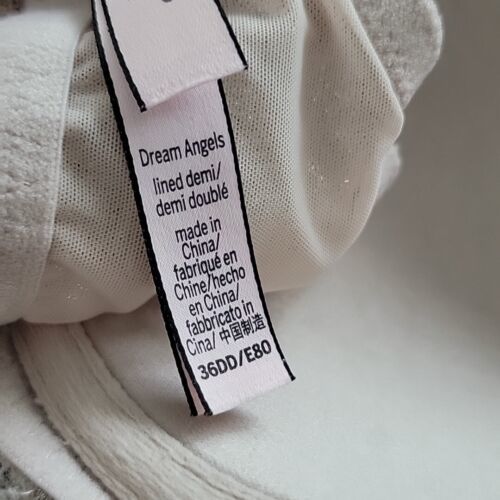 Dream Angels
lined demi/
demi doublé
made in
China/
fabriqué en
Chine/hecho
en China/
fabbricato in
Cina/ 中国制造
36DD/E80